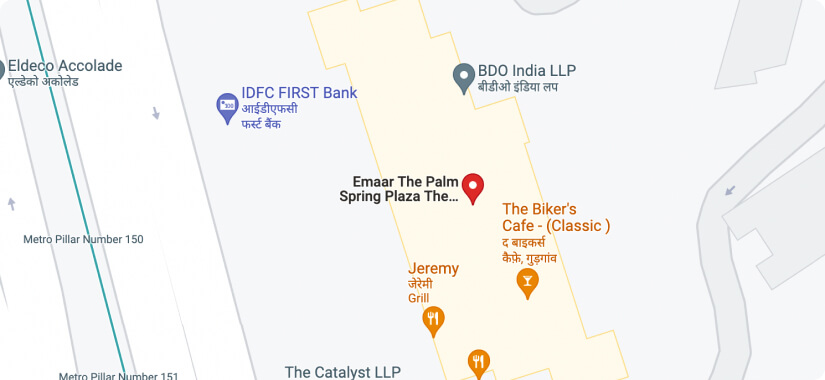 Eldeco Accolade
एल्डेको अकोलेड
IDFC FIRST Bank
आईडीएफसी
फर्स्ट बैंक
BDO India LLP
बीडीओ इंडिया लप
Emaar The Palm
Spring Plaza The...
The Biker's
Cafe - (Classic )
द बाइकर्स
कैफ़े, गुड़गांव
Metro Pillar Number 150
Jeremy
जेरेमी
Grill
The Catalyst LLP
Metro Pillar Number 151